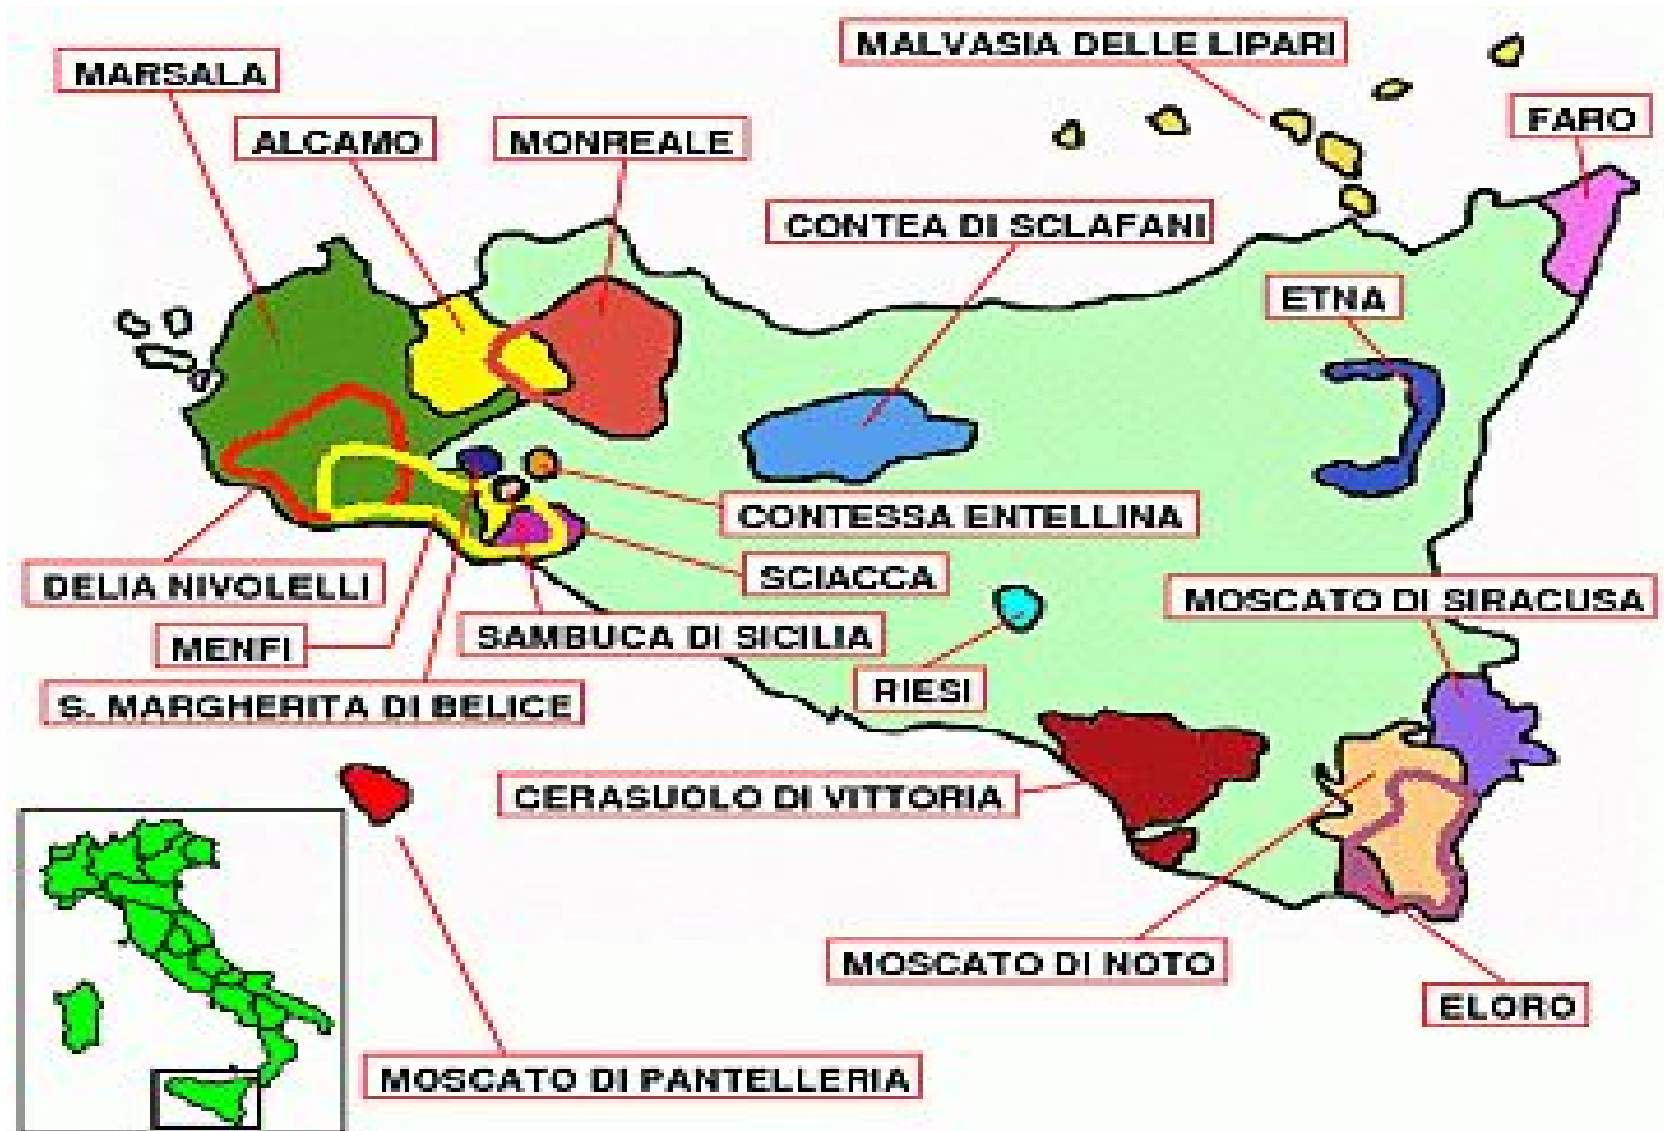 MALVASIA DELLE LIPARI
MARSALA
FARO
ALCAMO
MONREALE
CONTEA DI SCLAFANI
ETNA
CONTESSA ENTELLINA
SCIACCA
DELIA NIVOLELLI
MOSCATO DI SIRACUSA
SAMBUCA DI SICILIA
MENFI
RIESI
S. MARGHERITA DI BELICE
CERASUOLO DI VITTORIA
MOSCATO DI NOTO
ELORO
MOSCATO DI PANTELLERIA